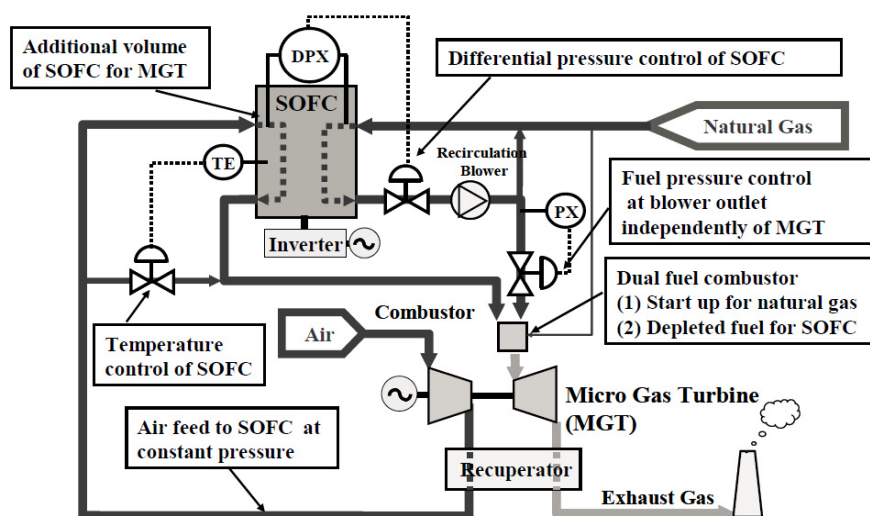 Additional volume
of SOFC for MGT
DPX
Differential pressure control of SOFC
SOFC
Natural Gas
TE
Recirculation
Blower
Fuel pressure control
at blower outlet
independently of MGT
PX
Inverter
Dual fuel combustor
(1) Start up for natural gas
(2) Depleted fuel for SOFC
Combustor
Air
Temperature
control of SOFC
Micro Gas Turbine
(MGT)
Air feed to SOFC at
constant pressure
Recuperator
Exhaust Gas